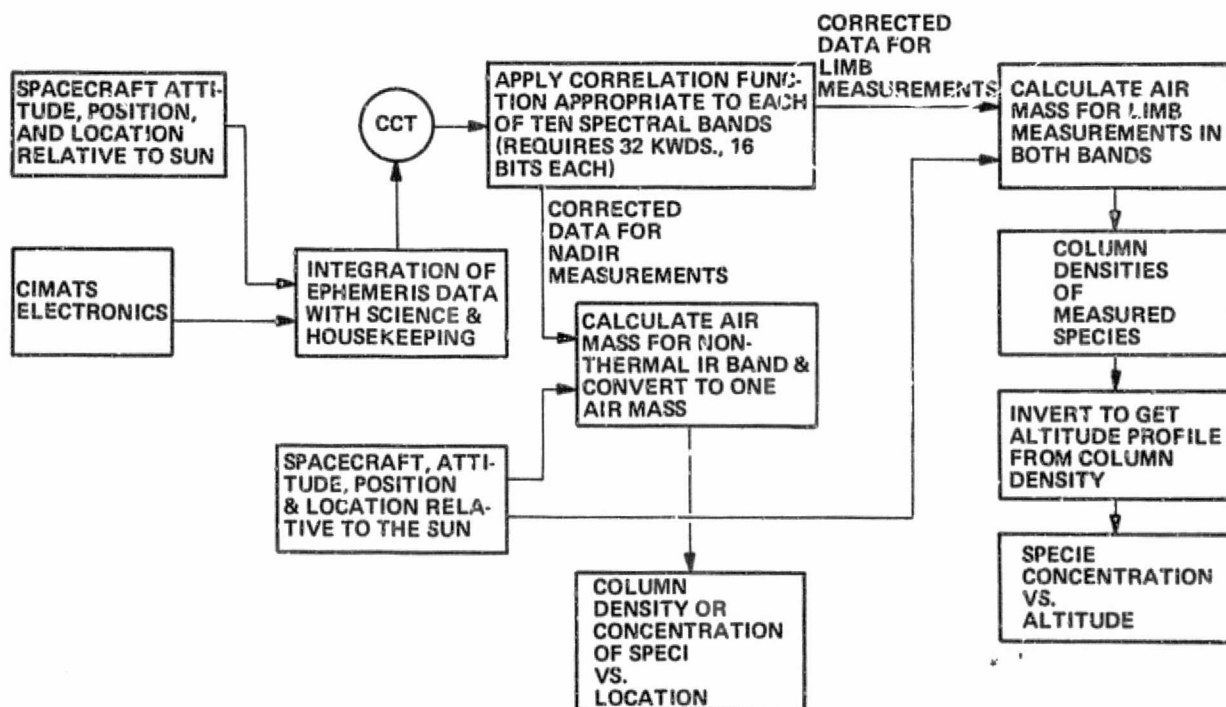 SPACECRAFT ATTI-
TUDE, POSITION,
AND LOCATION
RELATIVE TO SUN
CIMATS
ELECTRONICS
INTEGRATION OF
EPHEMERIS DATA
WITH SCIENCE &
HOUSEKEEPING
CCT
APPLY CORRELATION FUNC-
TION APPROPRIATE TO EACH
OF TEN SPECTRAL BANDS
(REQUIRES 32 KWDS., 16
BITS EACH)
CORRECTED
DATA FOR
LIMB
MEASUREMENTS
CORRECTED
DATA FOR
NADIR
MEASUREMENTS
CALCULATE AIR
MASS FOR NON-
THERMAL IR BAND &
CONVERT TO ONE
AIR MASS
SPACECRAFT, ATTI-
TUDE, POSITION
& LOCATION RELA-
TIVE TO THE SUN
COLUMN
DENSITY OR
CONCENTRATION
OF SPECI
VS.
LOCATION
CALCULATE AIR
MASS FOR LIMB
MEASUREMENTS IN
BOTH BANDS
COLUMN
DENSITIES
OF
MEASURED
SPECIES
INVERT TO GET
ALTITUDE PROFILE
FROM COLUMN
DENSITY
SPECIE
CONCENTRATION
VS.
ALTITUDE